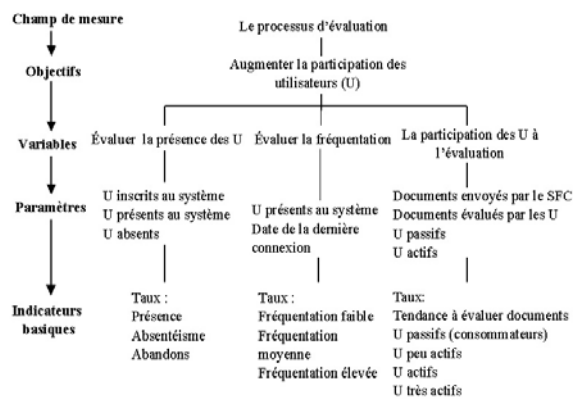 Champ de mesure
Le processus d'évaluation
Objectifs
Augmenter la participation des
utilisateurs (U)
Variables
Évaluer la présence des U
Évaluer la fréquentation
La participation des U à
l'évaluation
Paramètres
U inscrits au système
U présents au système
U absents
U présents au système
Date de la dernière
connexion
Documents envoyés par le SFC
Documents évalués par les U
U passifs
U actifs
Indicateurs
basiques
Taux :
Présence
Absentéisme
Abandons
Taux :
Fréquentation faible
Fréquentation
moyenne
Fréquentation élevée
Taux:
Tendance à évaluer documents
U passifs (consommateurs)
U peu actifs
U actifs
U très actifs